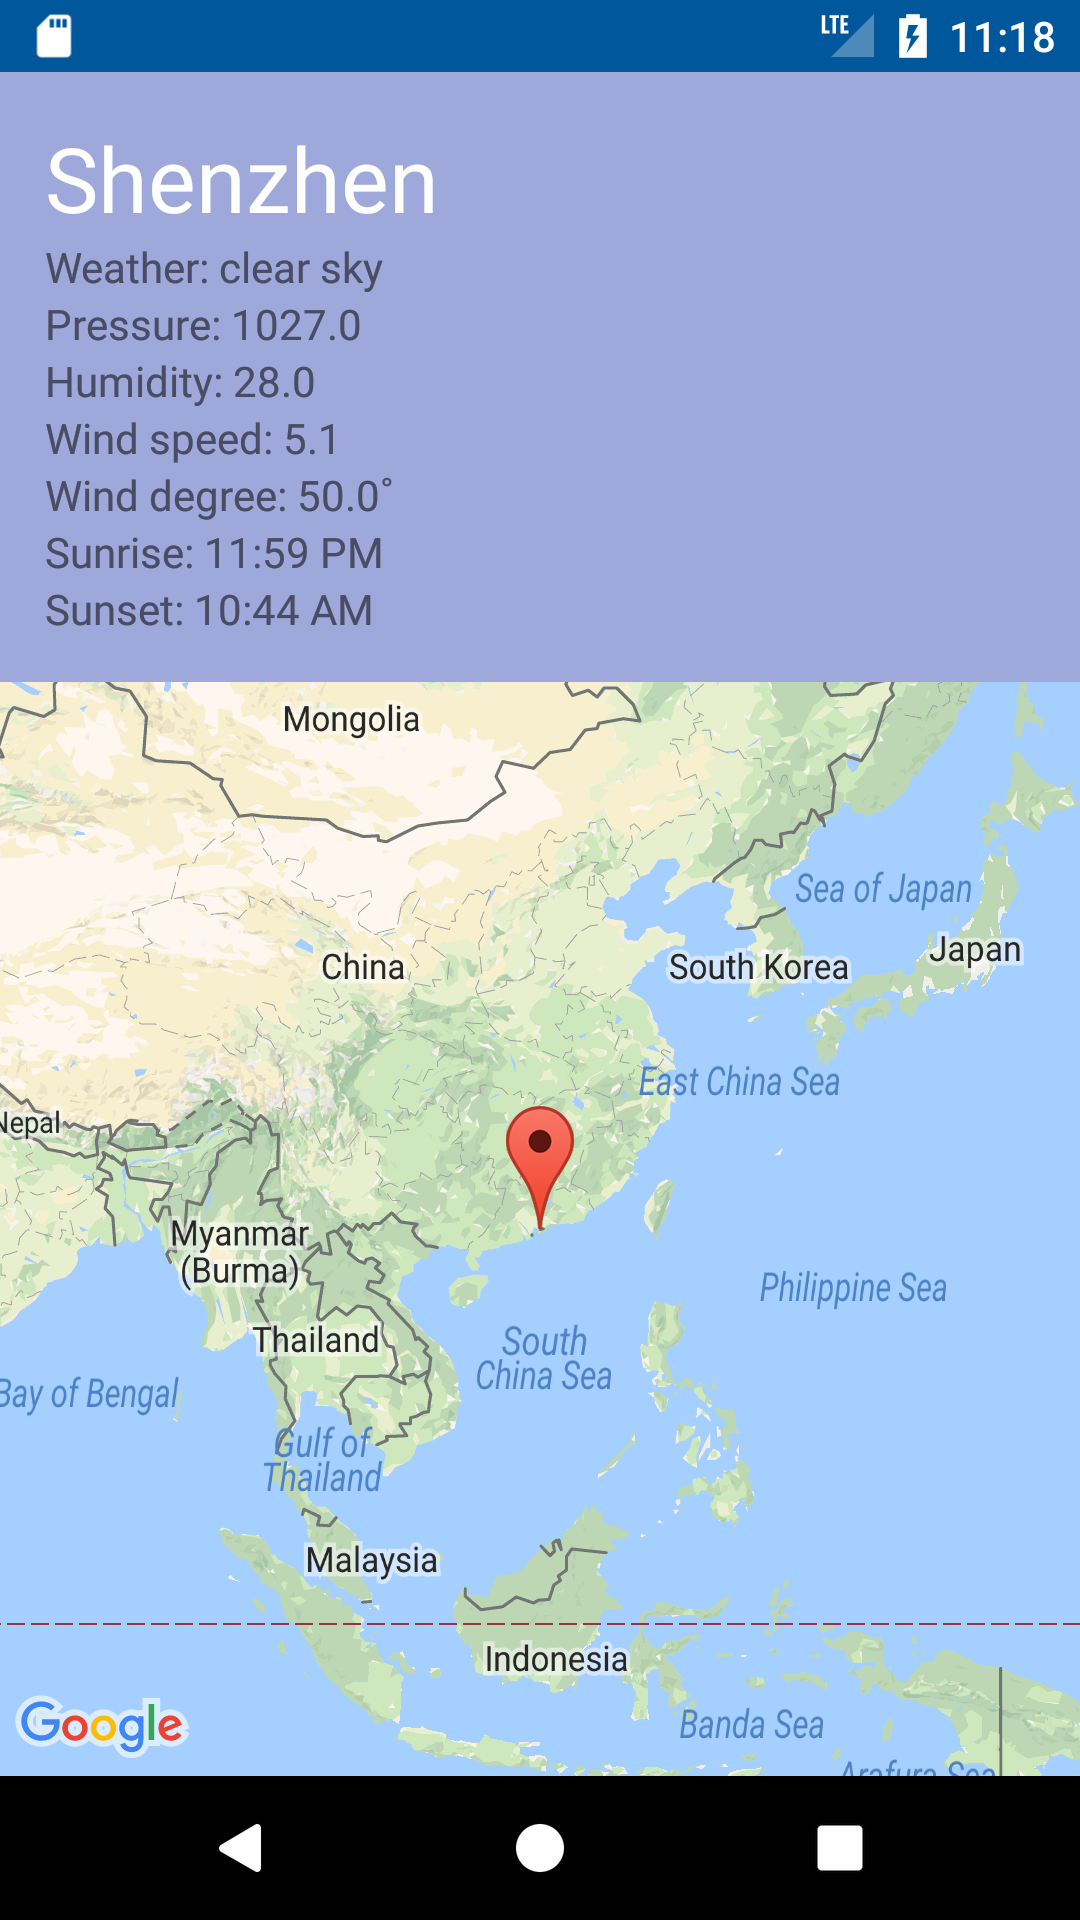 LTE 11:18
Shenzhen
Weather: clear sky
Pressure: 1027.0
Humidity: 28.0
Wind speed: 5.1
Wind degree: 50.0°
Sunrise: 11:59 PM
Sunset: 10:44 AM
Mongolia
Sea of Japan
Japan
China
South Korea
East China Sea
Nepal
Myanmar
(Burma)
Philippine Sea
Thailand
South
China Sea
Bay of Bengal
Gulf of
Thailand
Malaysia
Indonesia
Google
Banda Sea
Arafura Sea